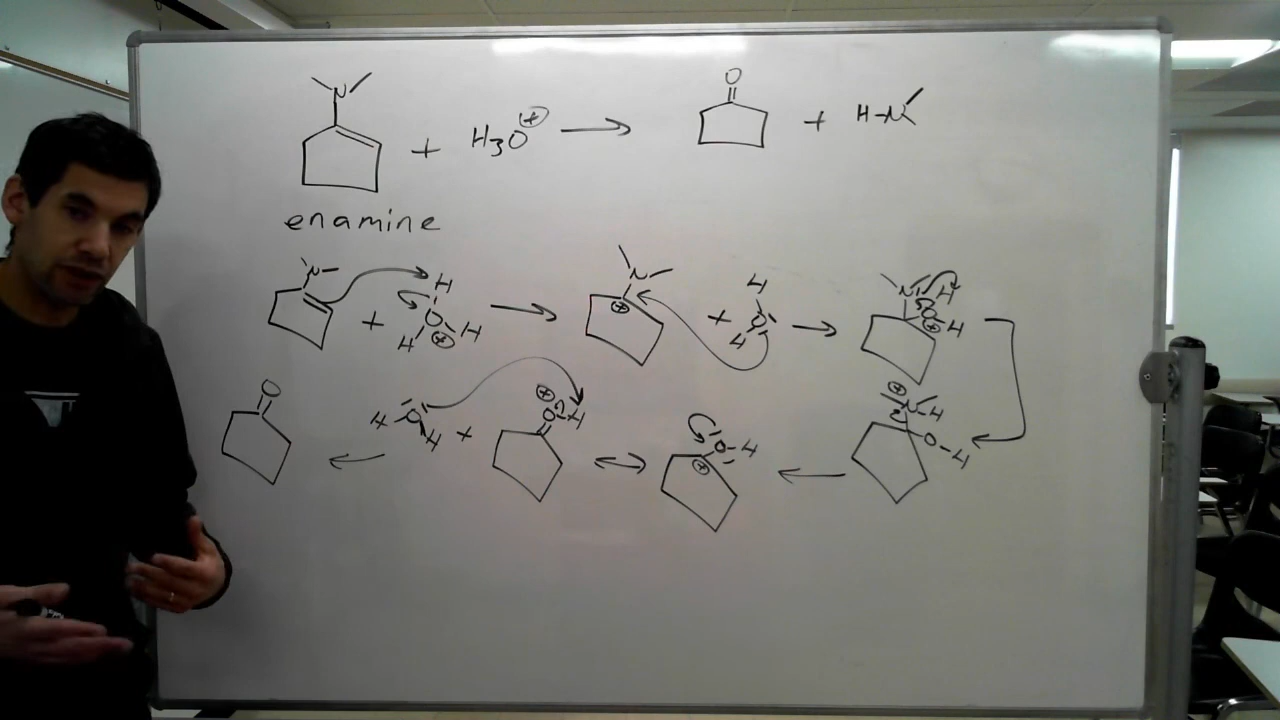 N O
+ H3O⊕ → + H-N
enamine
N H N H N H
+ O H → ⊕ + O → O H
H ⊕ H ⊕
O H O ⊕ O H ⊕ N H
H + ↔ O H O H
← ⊕ ←